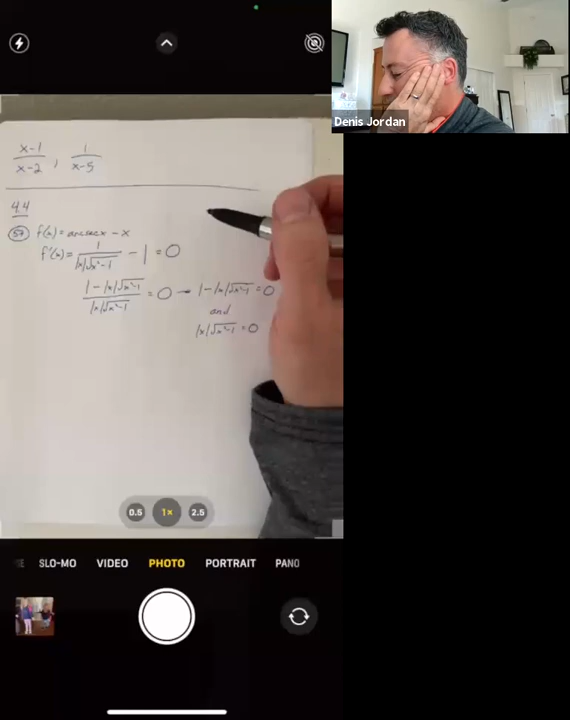 Denis Jordan
x-1/x-2 , 1/x-5
4.4
57 f(x) = arcsec x - x
f'(x) = 1/|x|√x²-1 - 1 = 0
1-|x|√x²-1 / |x|√x²-1 = 0 → 1-|x|√x²-1 = 0
and
|x|√x²-1 = 0
0.5 1× 2.5
SLO-MO VIDEO PHOTO PORTRAIT PANO